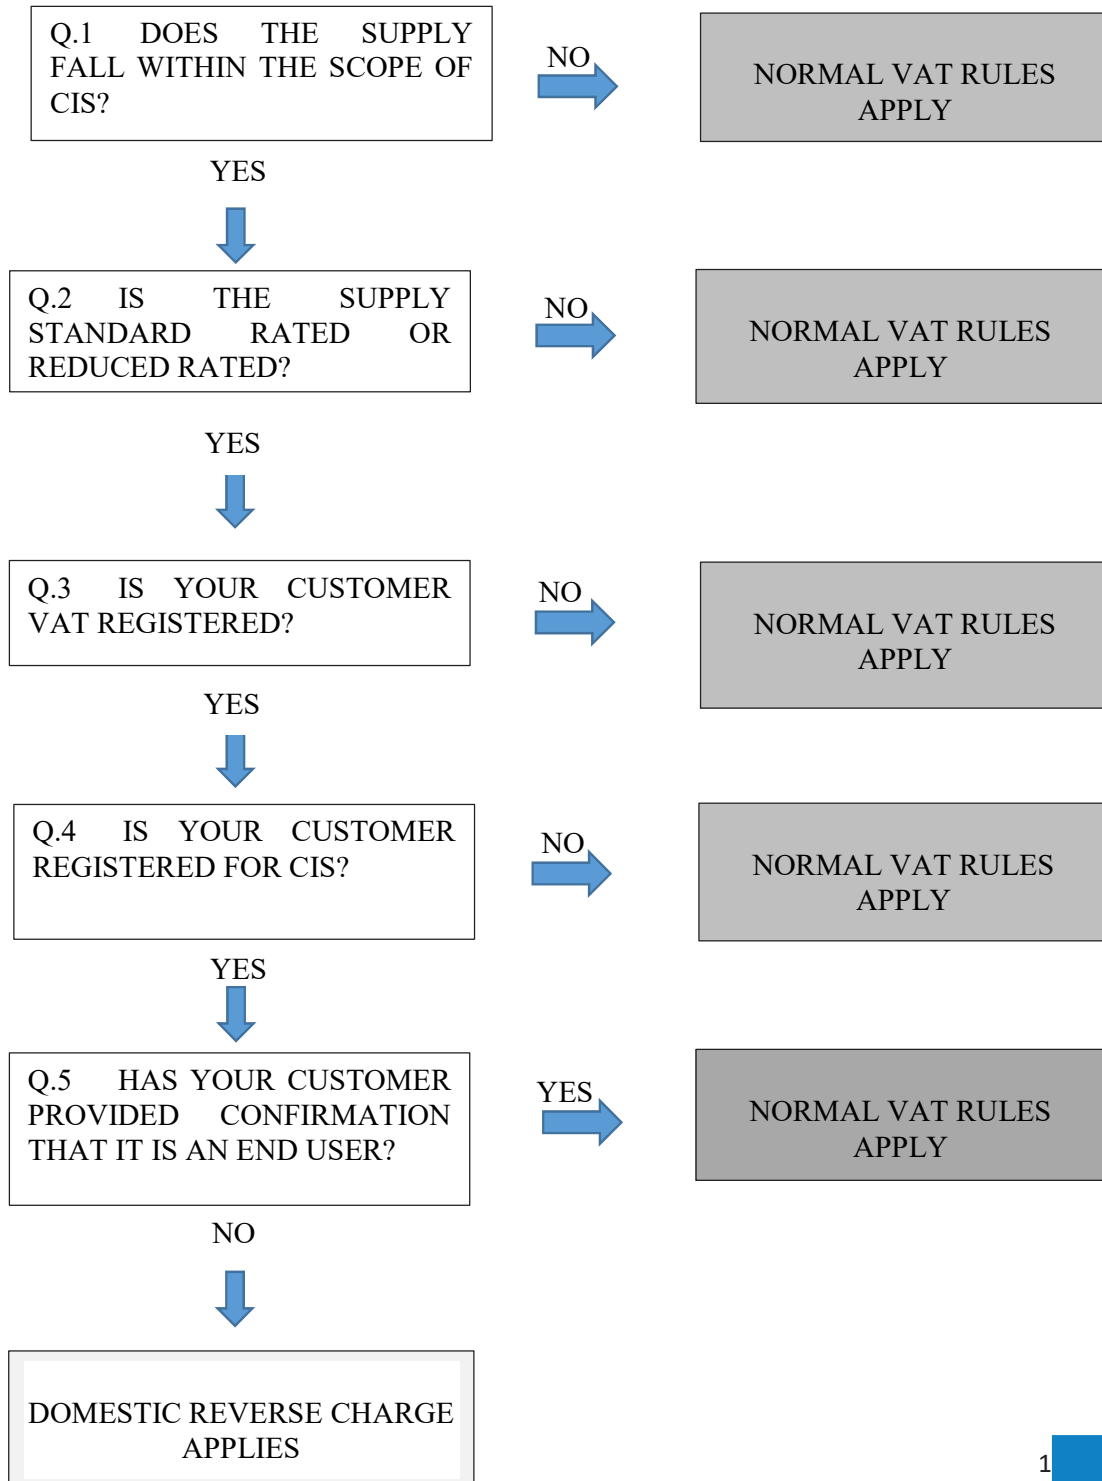 Q.1 DOES THE SUPPLY
FALL WITHIN THE SCOPE OF
CIS?
NO
NORMAL VAT RULES
APPLY
YES
Q.2 IS THE SUPPLY
STANDARD RATED OR
REDUCED RATED?
NO
NORMAL VAT RULES
APPLY
YES
Q.3 IS YOUR CUSTOMER
VAT REGISTERED?
NO
NORMAL VAT RULES
APPLY
YES
Q.4 IS YOUR CUSTOMER
REGISTERED FOR CIS?
NO
NORMAL VAT RULES
APPLY
YES
Q.5 HAS YOUR CUSTOMER
PROVIDED CONFIRMATION
THAT IT IS AN END USER?
YES
NORMAL VAT RULES
APPLY
NO
DOMESTIC REVERSE CHARGE
APPLIES
1